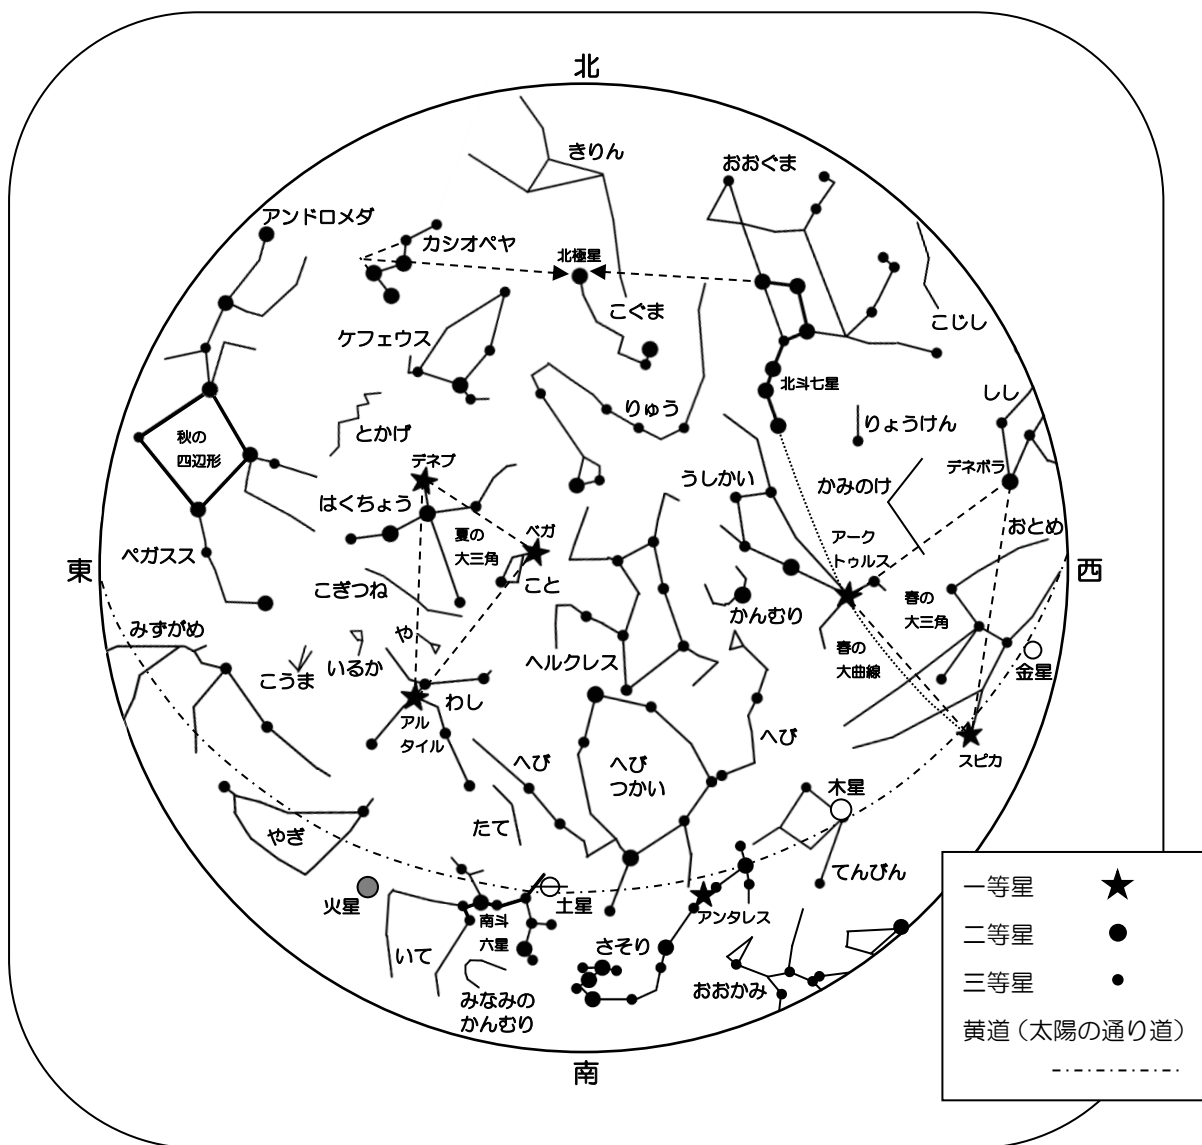 北
きりん
おおぐま
アンドロメダ
カシオペヤ
北極星
こぐま
こじし
ケフェウス
北斗七星
しし
りゅう
りょうけん
とかげ
秋の
四辺形
デネブ
うしかい
かみのけ
デネボラ
はくちょう
夏の
大三角
ベガ
アーク
トゥルス
おとめ
ペガスス
東
西
こぎつね
こと
かんむり
春の
大三角
みずがめ
や
いるか
こうま
ヘルクレス
春の
大曲線
金星
わし
アル
タイル
へび
スピカ
へび
へび
つかい
木星
たて
やぎ
てんびん
火星
土星
南斗
六星
アンタレス
いて
さそり
おおかみ
みなみの
かんむり
南
一等星
二等星
三等星
黄道（太陽の通り道）